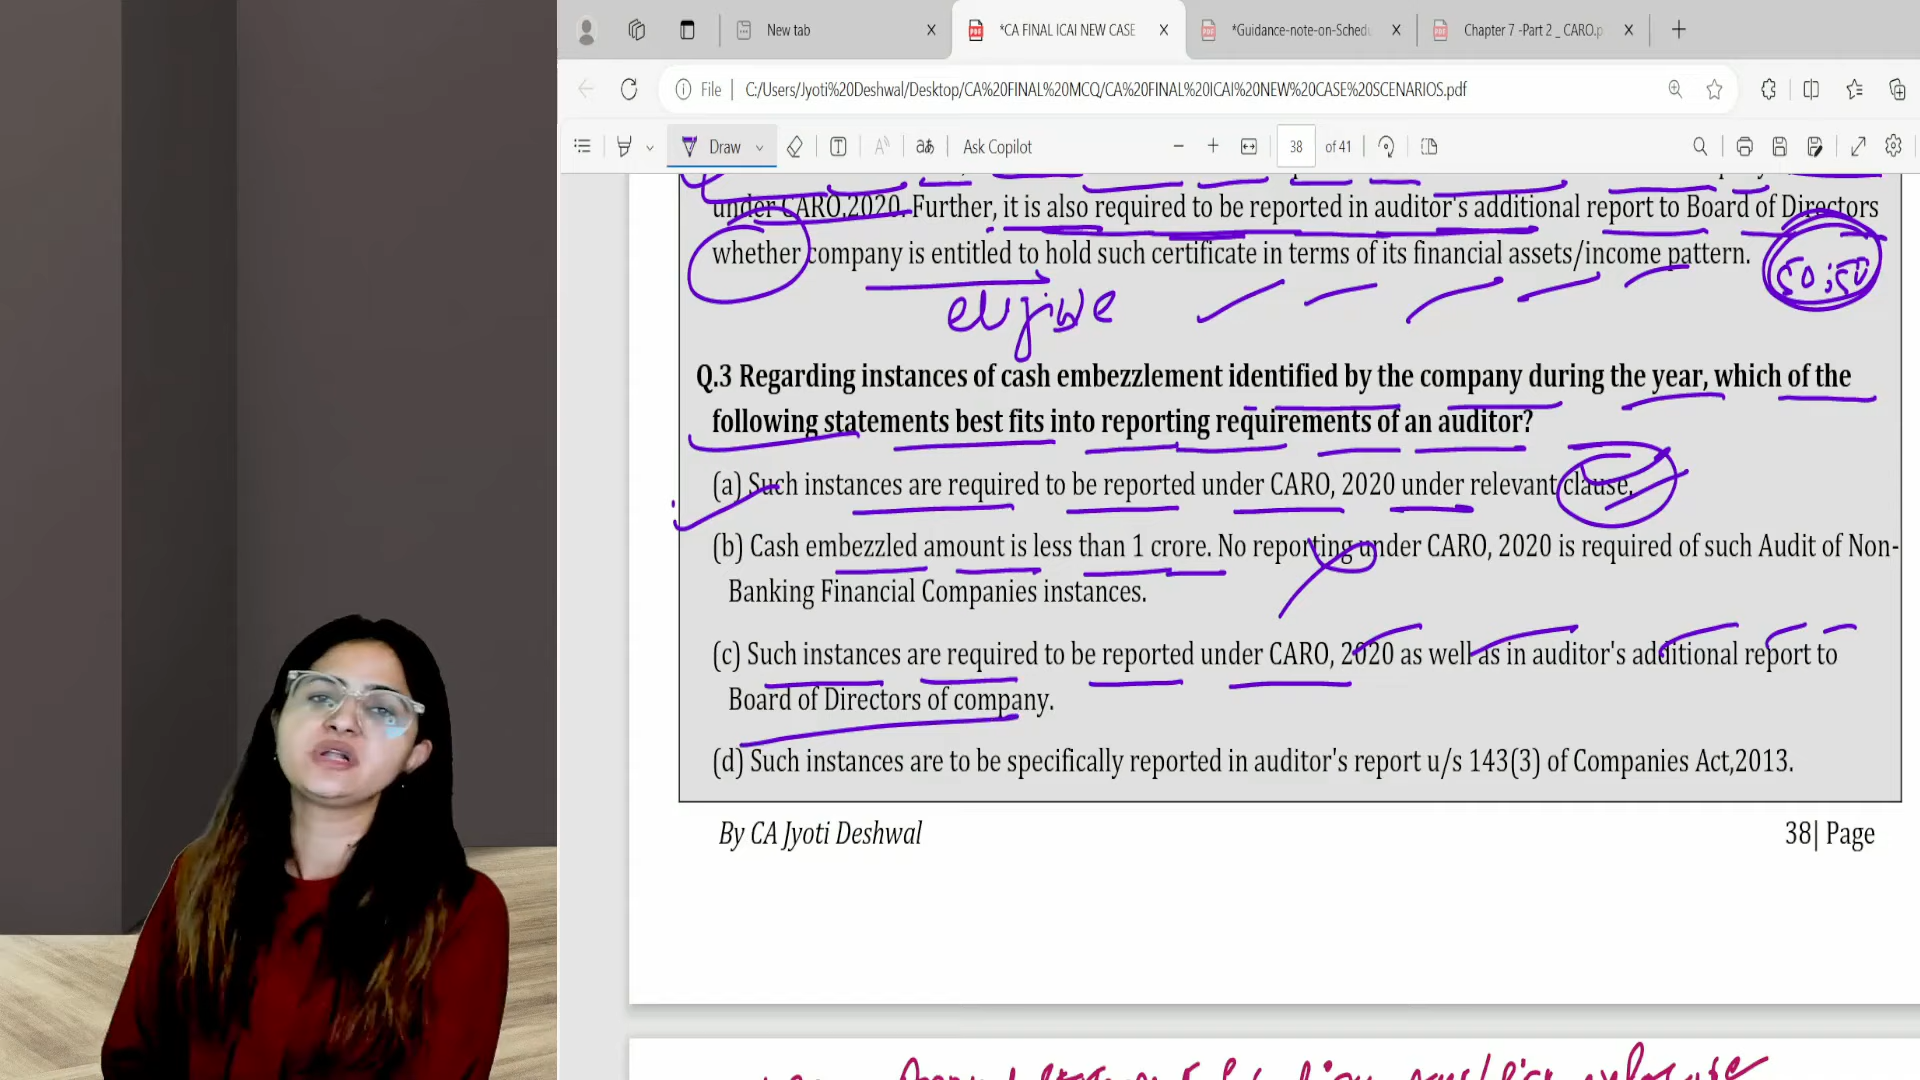 New tab
*CA FINAL ICAI NEW CASE
*Guidance-note-on-Schedu
Chapter 7 -Part 2 _ CARO.p
File
C:/Users/Jyoti%20Deshwal/Desktop/CA%20FINAL%20MCQ/CA%20FINAL%20ICAI%20NEW%20CASE%20SCENARIOS.pdf
Draw
Ask Copilot
38 of 41
under CARO,2020. Further, it is also required to be reported in auditor's additional report to Board of Directors
whether company is entitled to hold such certificate in terms of its financial assets/income pattern.
50:50
eligible
Q.3 Regarding instances of cash embezzlement identified by the company during the year, which of the
following statements best fits into reporting requirements of an auditor?
(a) Such instances are required to be reported under CARO, 2020 under relevant clause.
(b) Cash embezzled amount is less than 1 crore. No reporting under CARO, 2020 is required of such Audit of Non-
Banking Financial Companies instances.
(c) Such instances are required to be reported under CARO, 2020 as well as in auditor's additional report to
Board of Directors of company.
(d) Such instances are to be specifically reported in auditor's report u/s 143(3) of Companies Act,2013.
By CA Jyoti Deshwal
38| Page